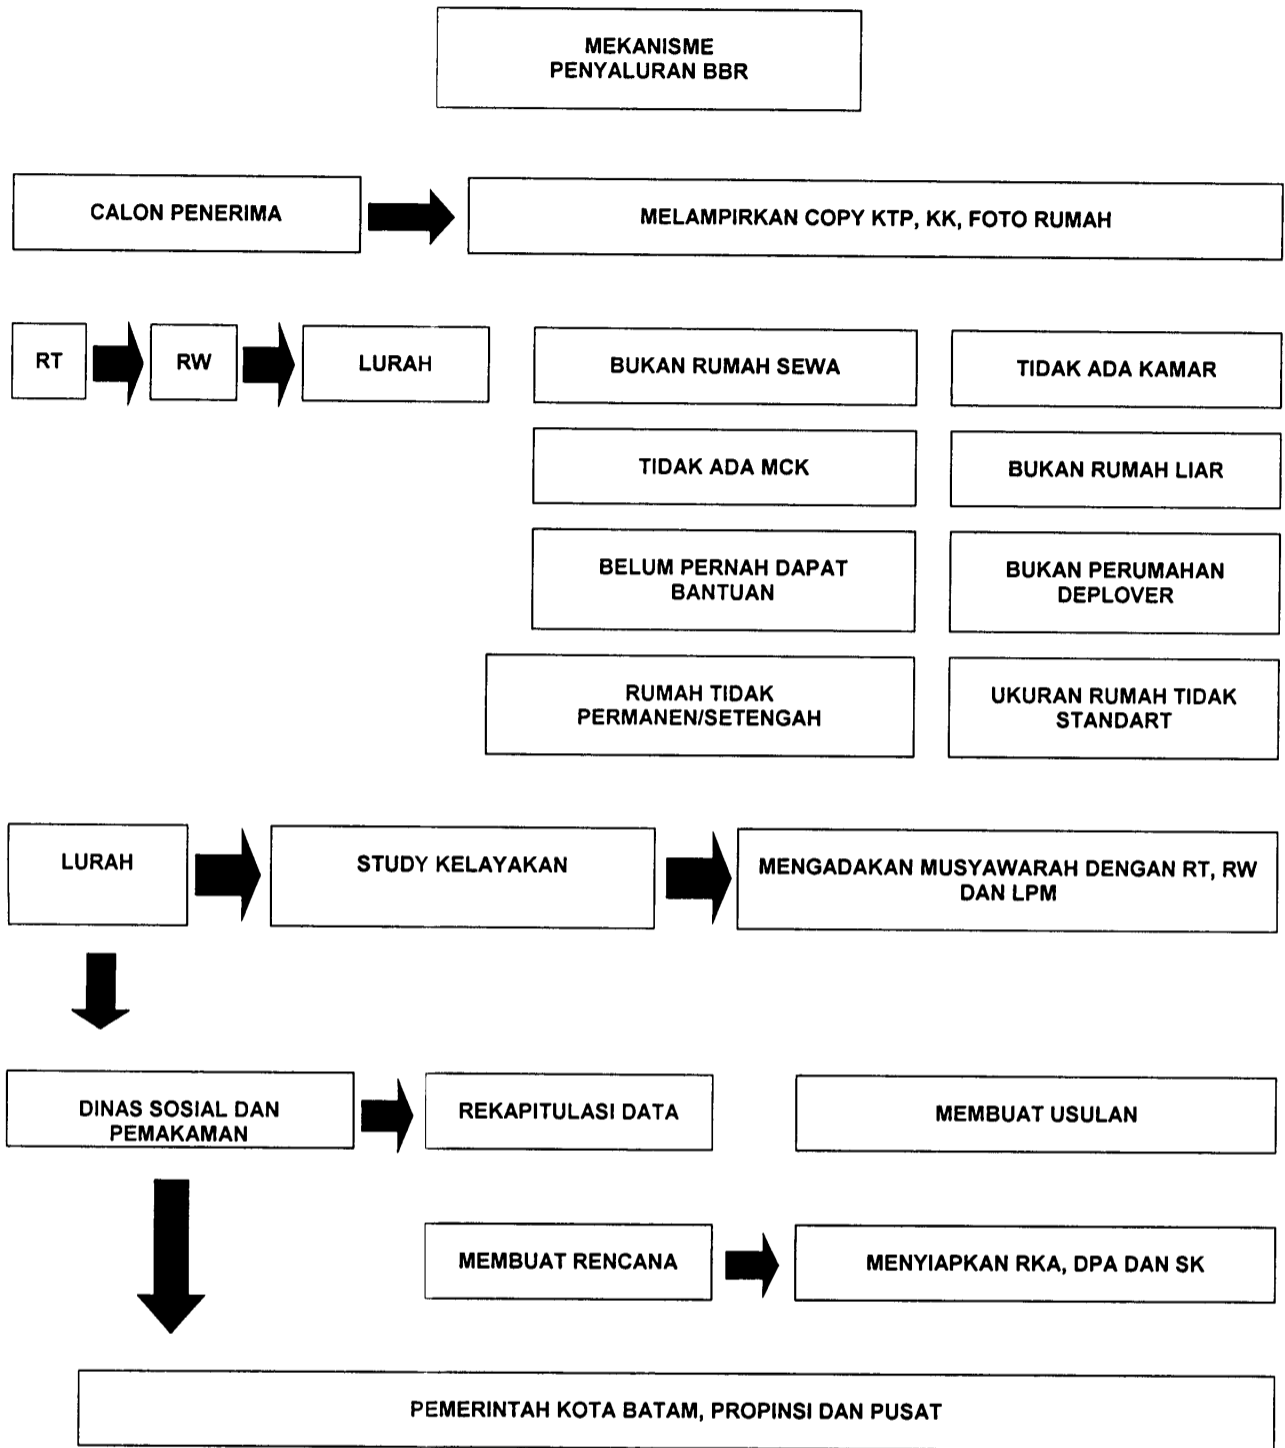 MEKANISME
PENYALURAN BBR
CALON PENERIMA
MELAMPIRKAN COPY KTP, KK, FOTO RUMAH
RT
RW
LURAH
BUKAN RUMAH SEWA
TIDAK ADA KAMAR
TIDAK ADA MCK
BUKAN RUMAH LIAR
BELUM PERNAH DAPAT
BANTUAN
BUKAN PERUMAHAN
DEPLOVER
RUMAH TIDAK
PERMANEN/SETENGAH
UKURAN RUMAH TIDAK
STANDART
LURAH
STUDY KELAYAKAN
MENGADAKAN MUSYAWARAH DENGAN RT, RW
DAN LPM
DINAS SOSIAL DAN
PEMAKAMAN
REKAPITULASI DATA
MEMBUAT USULAN
MEMBUAT RENCANA
MENYIAPKAN RKA, DPA DAN SK
PEMERINTAH KOTA BATAM, PROPINSI DAN PUSAT